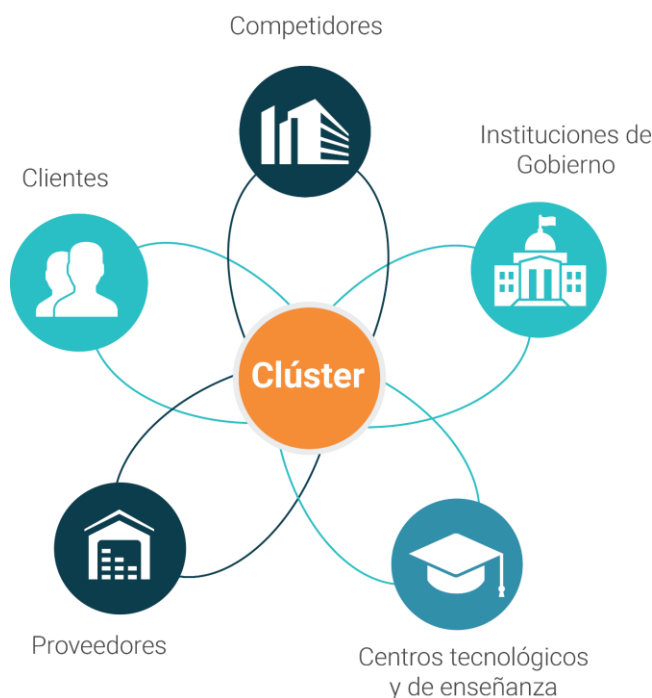 Competidores
Instituciones de
Gobierno
Clientes
Clúster
Proveedores
Centros tecnológicos
y de enseñanza